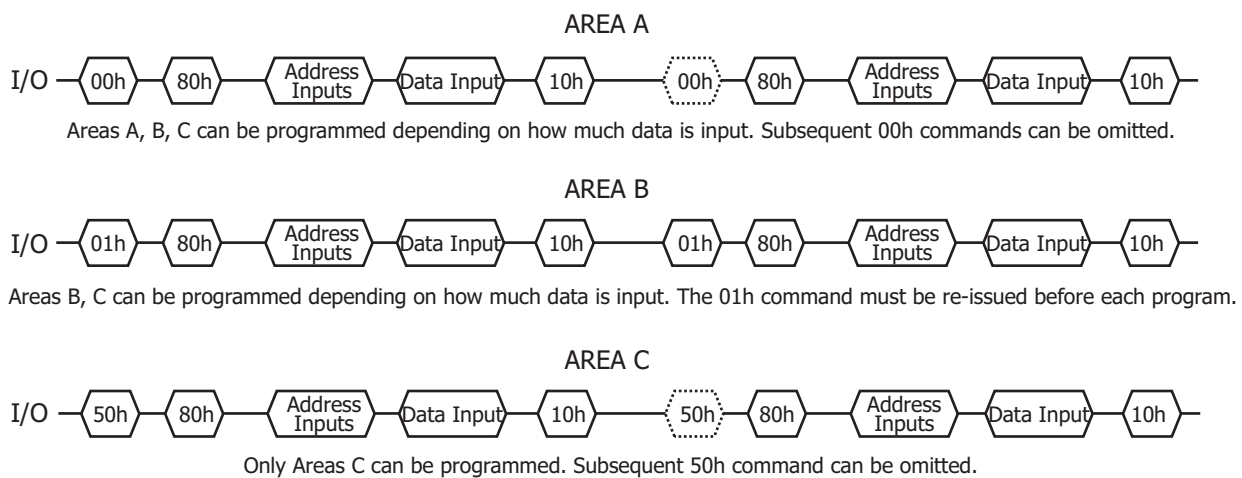 AREA A
I/O 00h 80h Address Inputs Data Input 10h 00h 80h Address Inputs Data Input 10h
Areas A, B, C can be programmed depending on how much data is input. Subsequent 00h commands can be omitted.
AREA B
I/O 01h 80h Address Inputs Data Input 10h 01h 80h Address Inputs Data Input 10h
Areas B, C can be programmed depending on how much data is input. The 01h command must be re-issued before each program.
AREA C
I/O 50h 80h Address Inputs Data Input 10h 50h 80h Address Inputs Data Input 10h
Only Areas C can be programmed. Subsequent 50h command can be omitted.